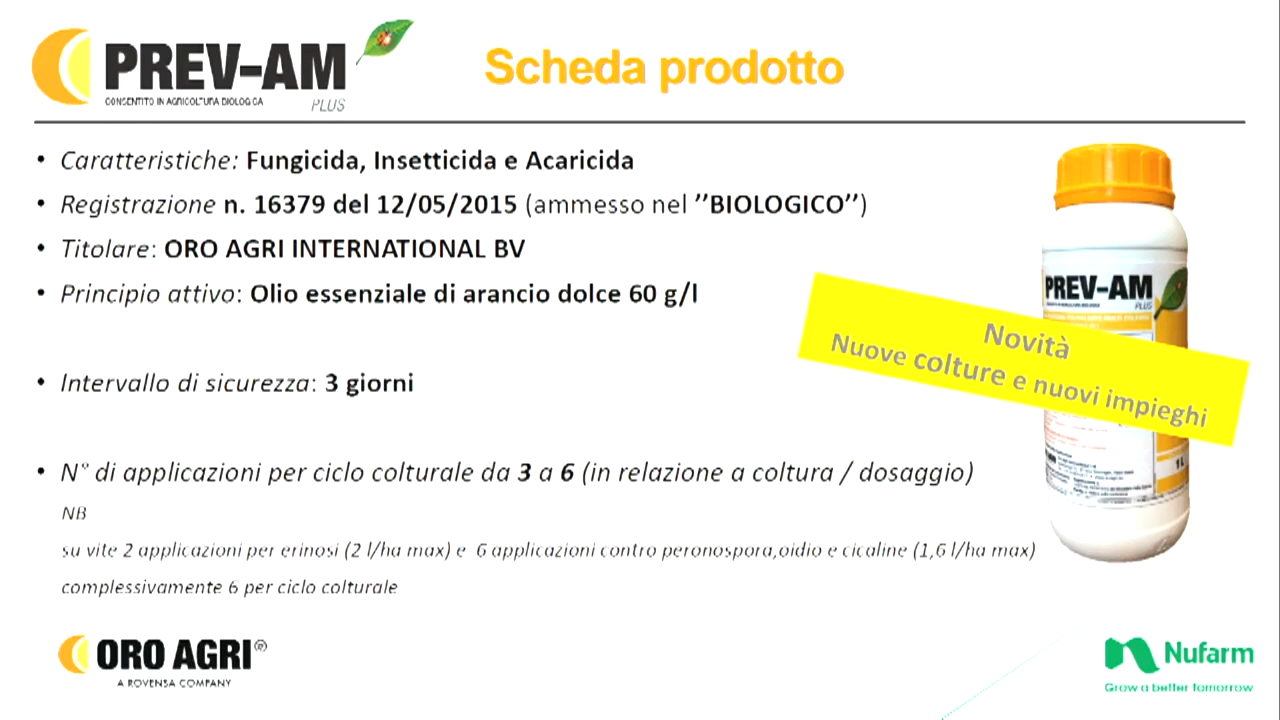 PREV-AM
CONSENTITO IN AGRICOLTURA BIOLOGICA
PLUS
Scheda prodotto
• Caratteristiche: Fungicida, Insetticida e Acaricida
• Registrazione n. 16379 del 12/05/2015 (ammesso nel ’’BIOLOGICO’’)
• Titolare: ORO AGRI INTERNATIONAL BV
• Principio attivo: Olio essenziale di arancio dolce 60 g/l
• Intervallo di sicurezza: 3 giorni
• N° di applicazioni per ciclo colturale da 3 a 6 (in relazione a coltura / dosaggio)
NB
su vite 2 applicazioni per erinosi (2 l/ha max) e 6 applicazioni contro peronospora,oidio e cicaline (1,6 l/ha max)
complessivamente 6 per ciclo colturale
PREV-AM
PLUS
Novità
Nuove colture e nuovi impieghi
1L
ORO AGRI®
A ROVENSA COMPANY
Nufarm
Grow a better tomorrow